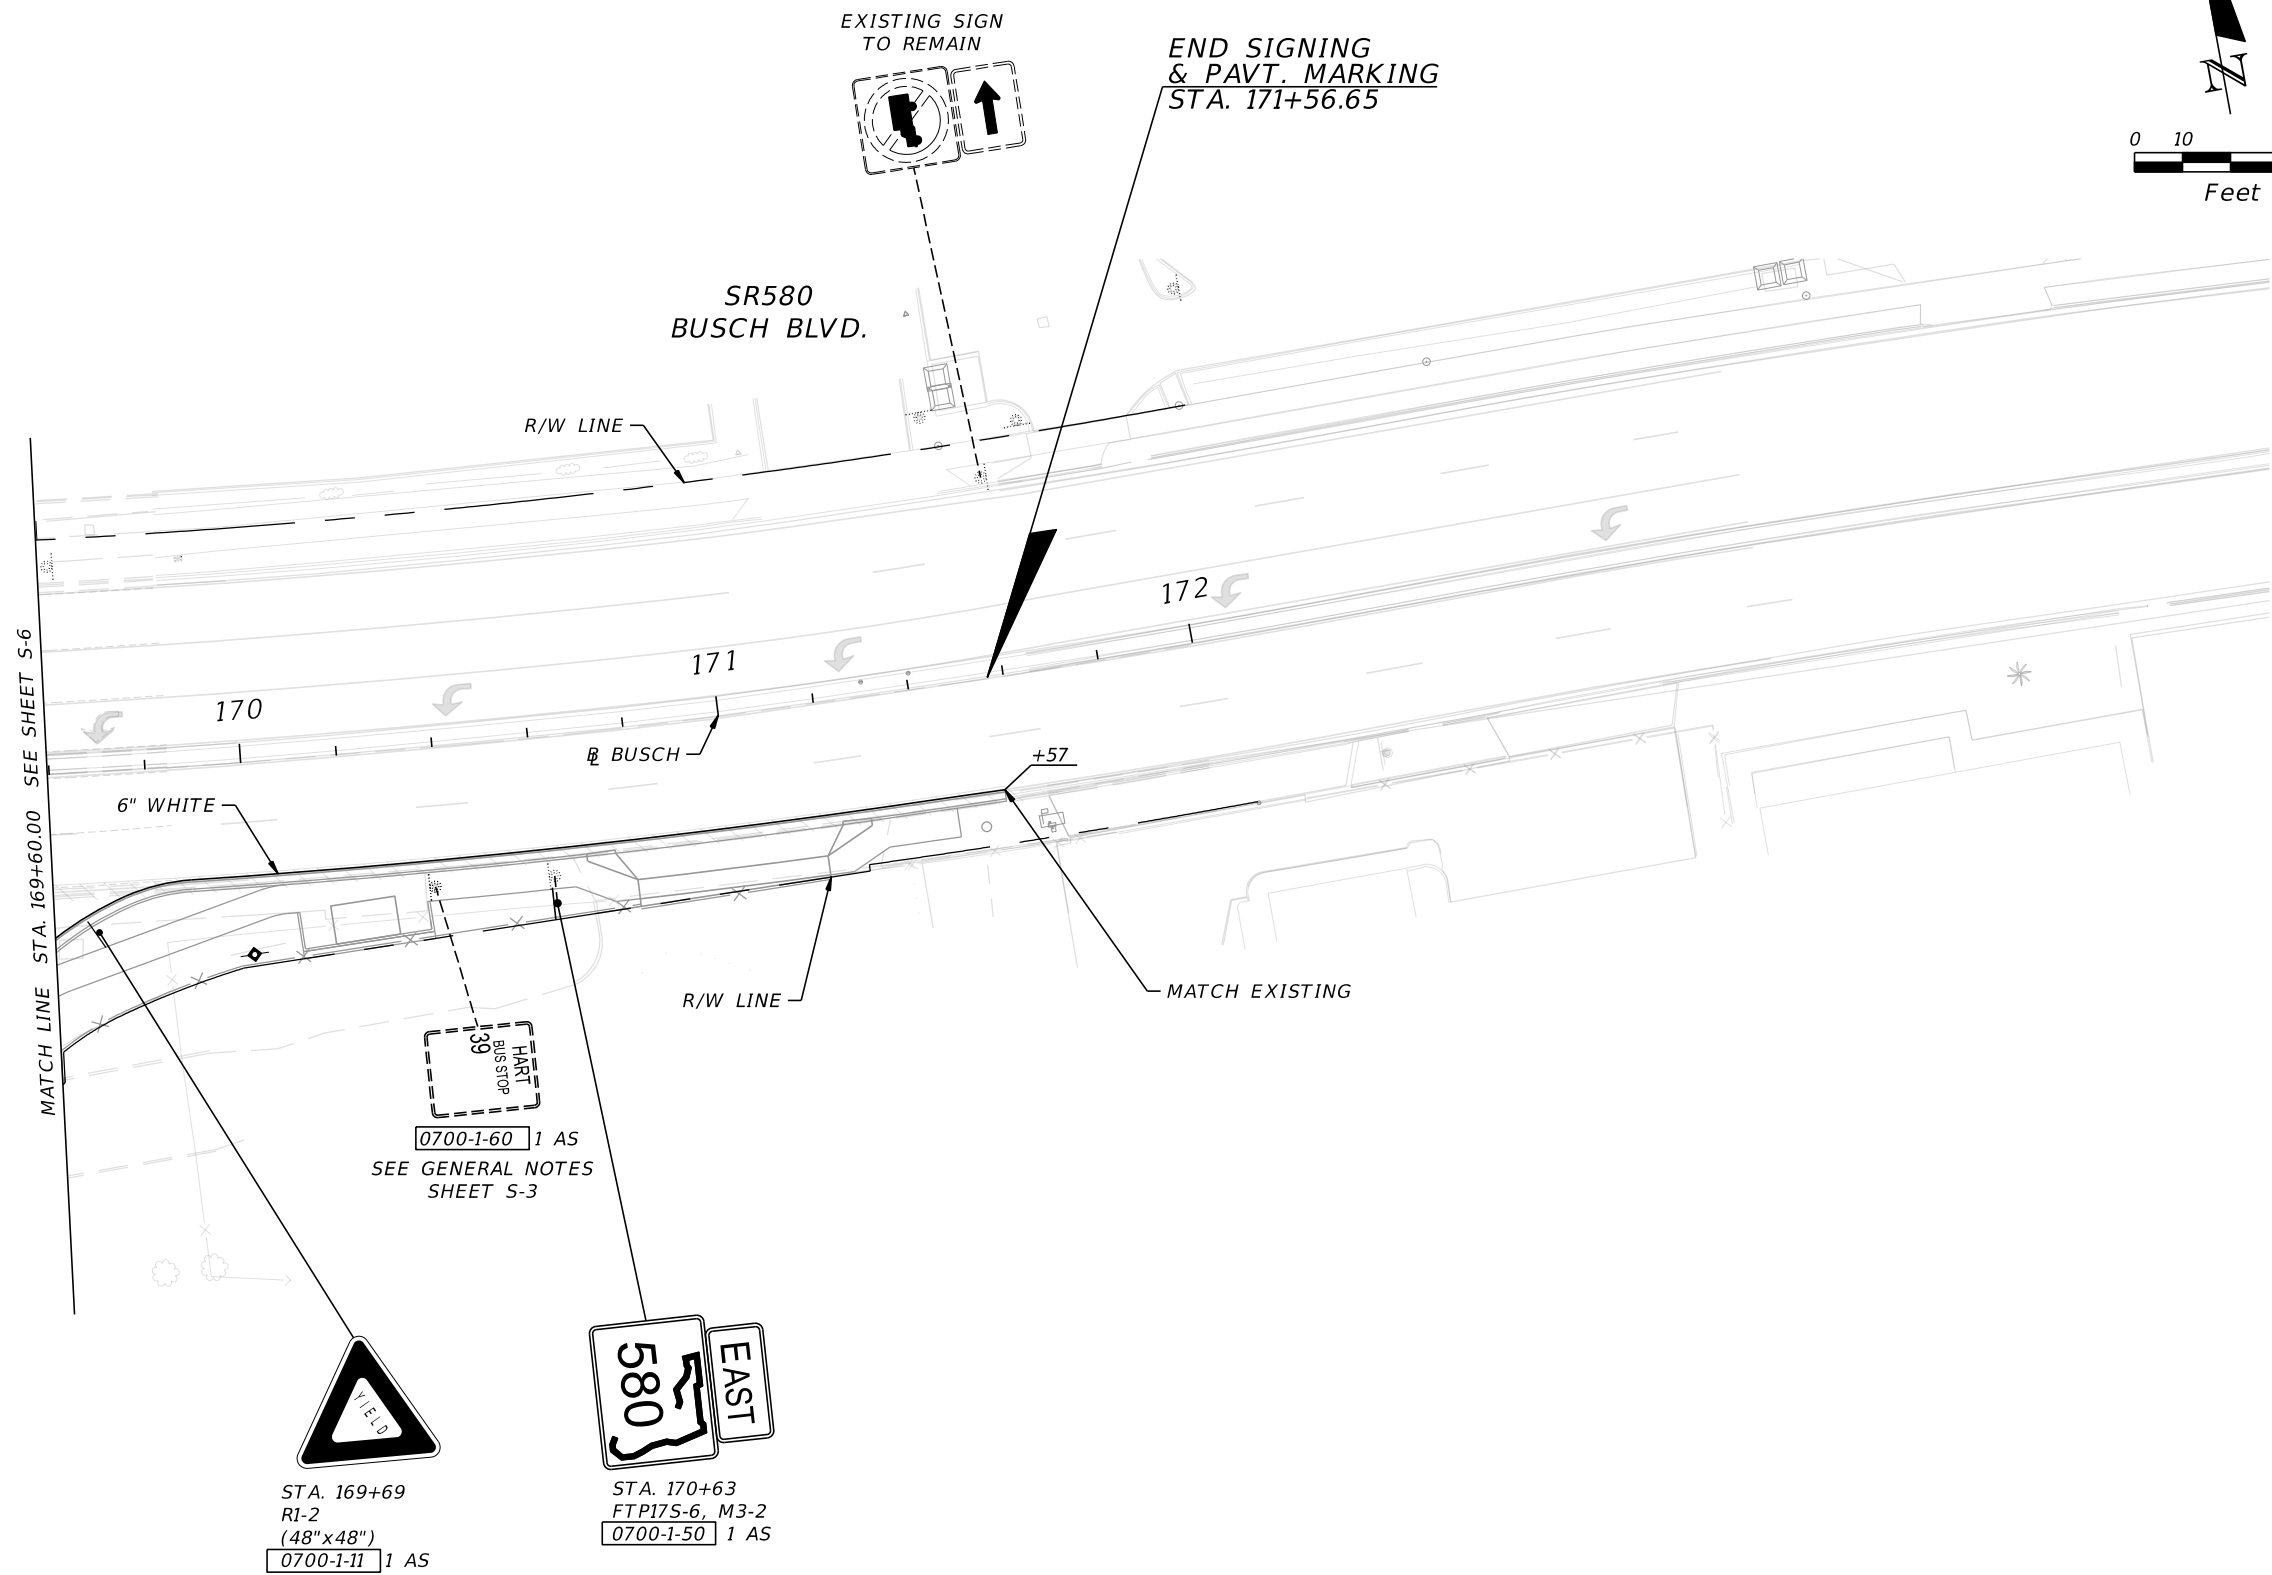 EXISTING SIGN
TO REMAIN
END SIGNING
& PAVT. MARKING
STA. 171+56.65
N
0 10
Feet
SR580
BUSCH BLVD.
R/W LINE
172
171
170
BL BUSCH
+57
6" WHITE
MATCH LINE STA. 169+60.00 SEE SHEET S-6
R/W LINE
MATCH EXISTING
HART
BUS STOP
39
0700-1-60 1 AS
SEE GENERAL NOTES
SHEET S-3
YIELD
STA. 169+69
R1-2
(48"x48")
0700-1-11 1 AS
EAST
580
STA. 170+63
FTP17S-6, M3-2
0700-1-50 1 AS